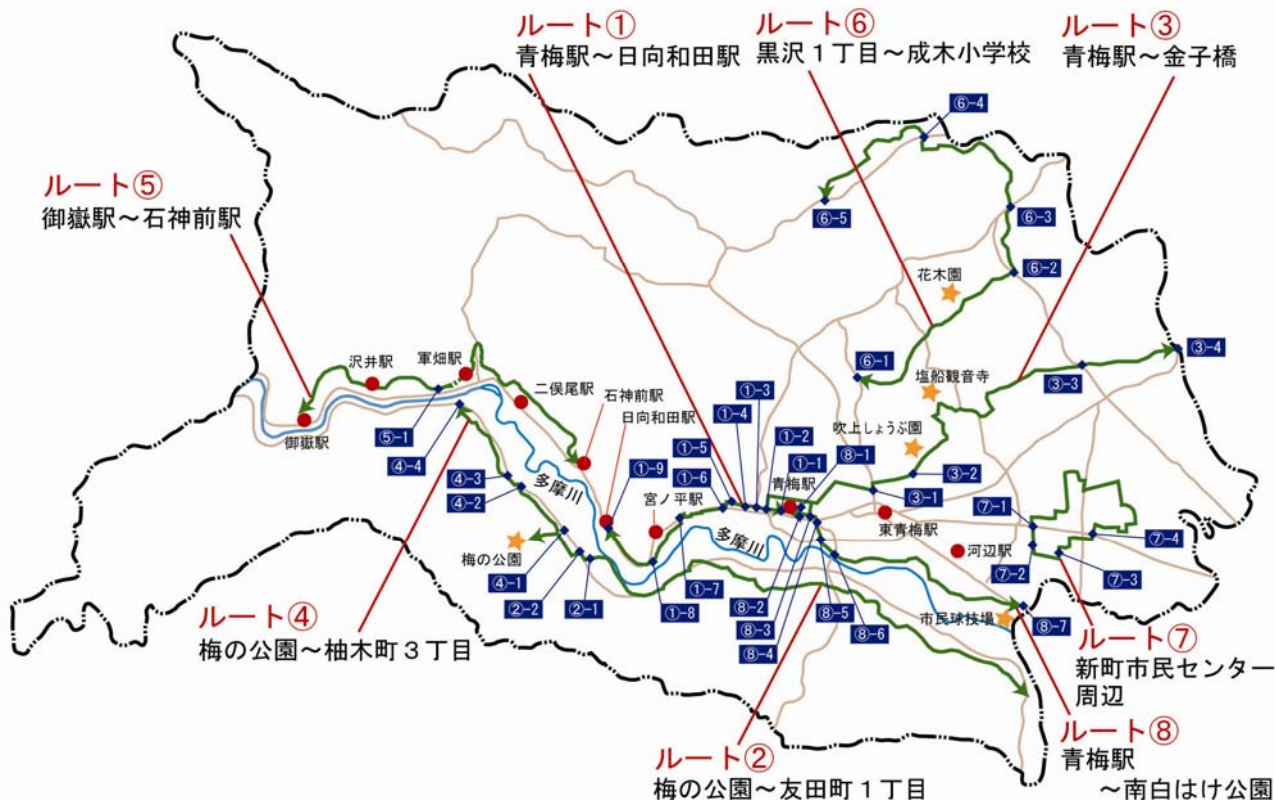 ルート①
青梅駅～日向和田駅
ルート⑥
黒沢１丁目～成木小学校
ルート③
青梅駅～金子橋
⑥-4
ルート⑤
御嶽駅～石神前駅
⑥-5
⑥-3
⑥-2
花木園
⑥-1
塩船観音寺
③-4
③-3
沢井駅
軍畑駅
二俣尾駅
石神前駅
日向和田駅
御嶽駅
⑤-1
④-4
①-3
①-4
①-2
①-5
①-1
⑧-1
吹上しょうぶ園
①-9
①-6
青梅駅
③-2
④-3
④-2
多摩川
宮ノ平駅
③-1
東青梅駅
⑦-1
多摩川
河辺駅
⑦-4
梅の公園
④-1
②-2
②-1
①-7
①-8
⑦-2
⑦-3
⑧-2
⑧-3
⑧-4
⑧-5
⑧-6
市民球技場
⑧-7
ルート④
梅の公園～柚木町３丁目
ルート⑦
新町市民センター
周辺
ルート②
梅の公園～友田町１丁目
ルート⑧
青梅駅
～南白はけ公園